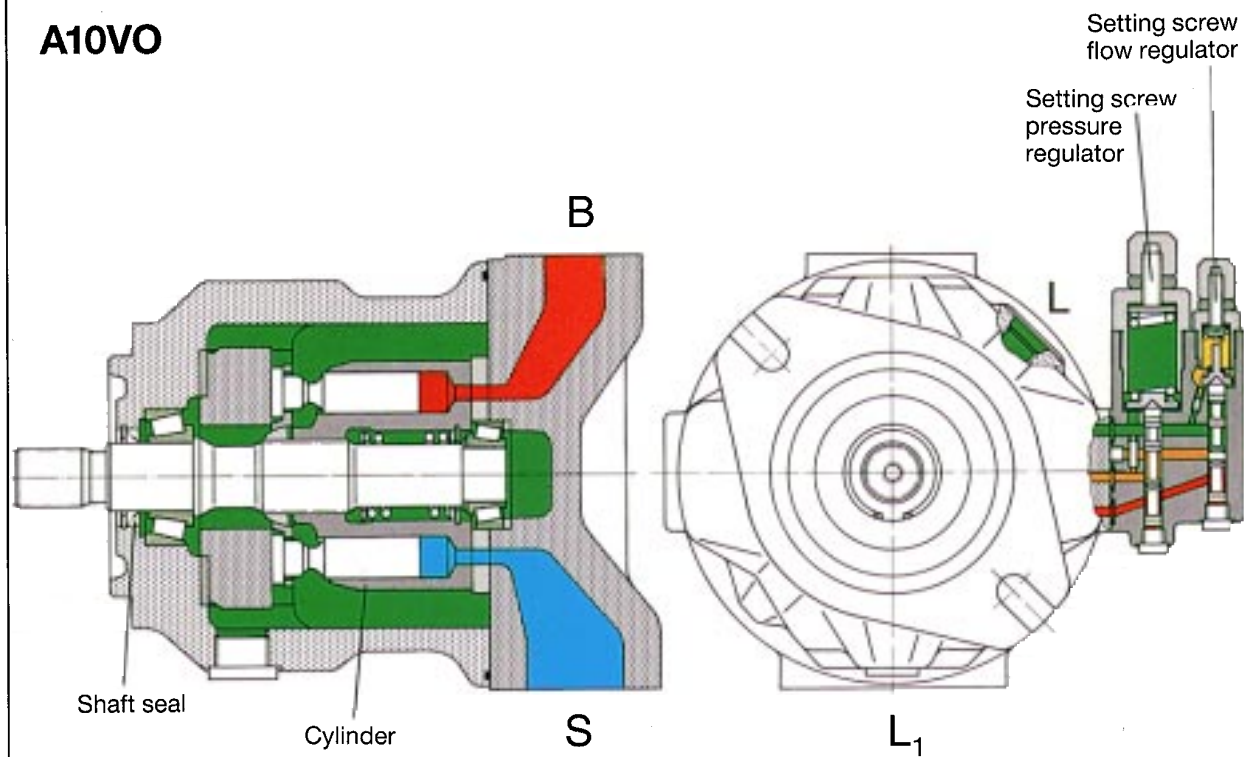 A10VO
Setting screw
flow regulator
Setting screw
pressure
regulator
B
L
Shaft seal
Cylinder
S
L₁